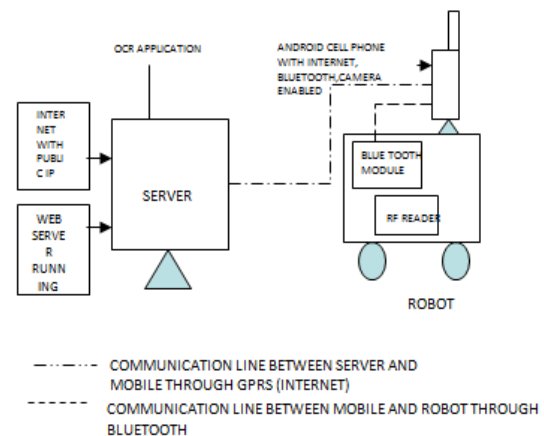 OCR APPLICATION
ANDROID CELL PHONE
WITH INTERNET,
BLUETOOTH,CAMERA
ENABLED
INTER
NET
WITH
PUBLI
C IP
SERVER
WEB
SERVE
R
RUNN
ING
BLUE TOOTH
MODULE
RF READER
ROBOT
COMMUNICATION LINE BETWEEN SERVER AND
MOBILE THROUGH GPRS (INTERNET)
COMMUNICATION LINE BETWEEN MOBILE AND ROBOT THROUGH
BLUETOOTH